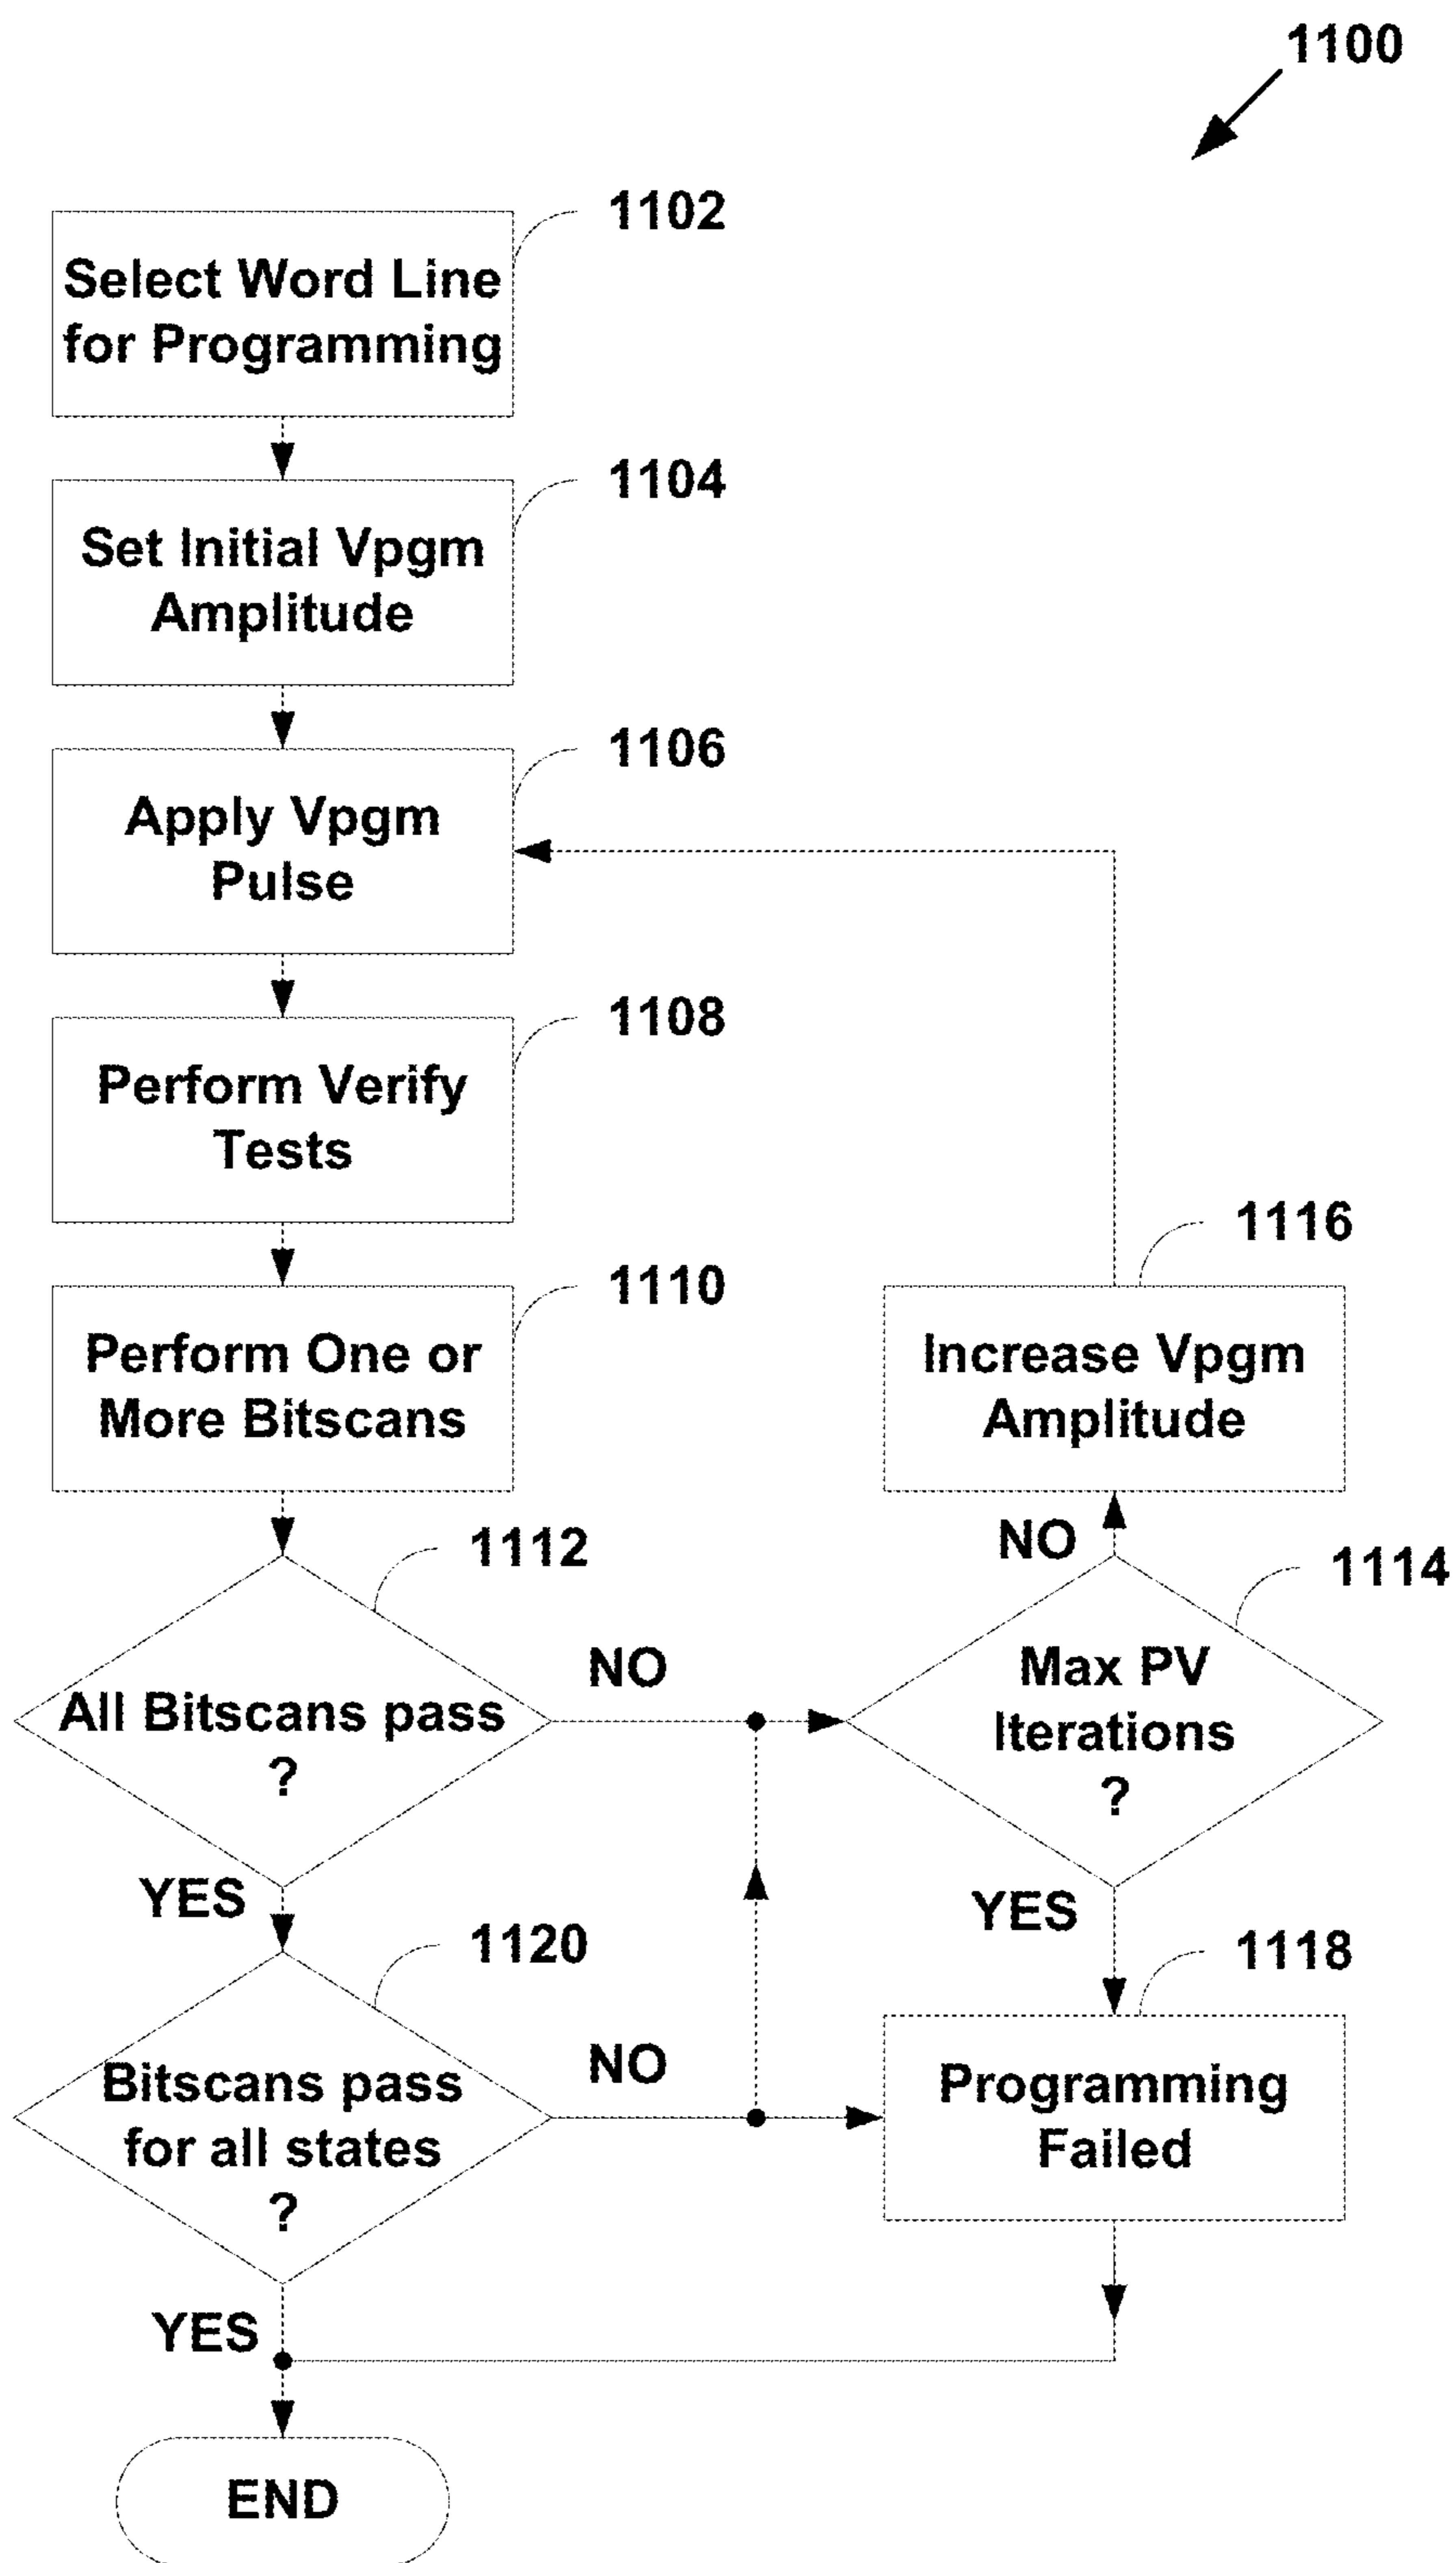 1100
1102
Select Word Line
for Programming
1104
Set Initial Vpgm
Amplitude
1106
Apply Vpgm
Pulse
1108
Perform Verify
Tests
1110
Perform One or
More Bitscans
1116
Increase Vpgm
Amplitude
1112
All Bitscans pass
?
NO
NO
1114
Max PV
Iterations
?
YES
YES
1120
Bitscans pass
for all states
?
NO
1118
Programming
Failed
YES
END